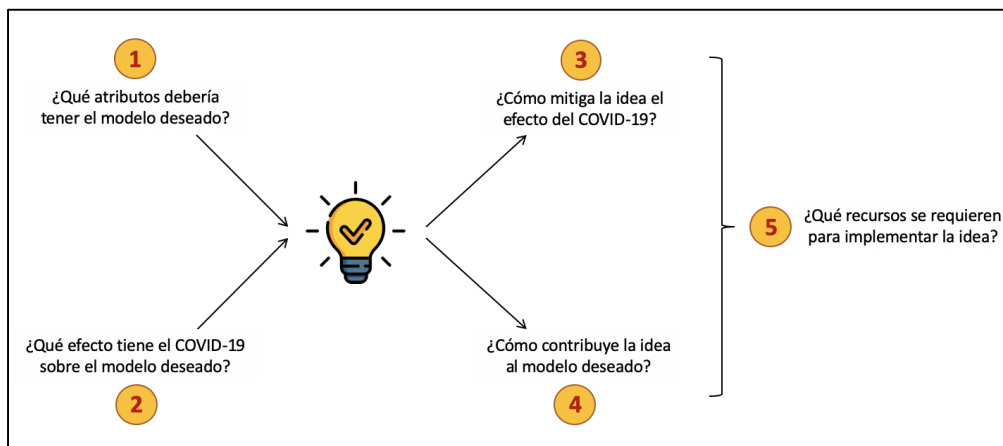 1
¿Qué atributos debería
tener el modelo deseado?
2
¿Qué efecto tiene el COVID-19
sobre el modelo deseado?
3
¿Cómo mitiga la idea el
efecto del COVID-19?
4
¿Cómo contribuye la idea
al modelo deseado?
5
¿Qué recursos se requieren
para implementar la idea?